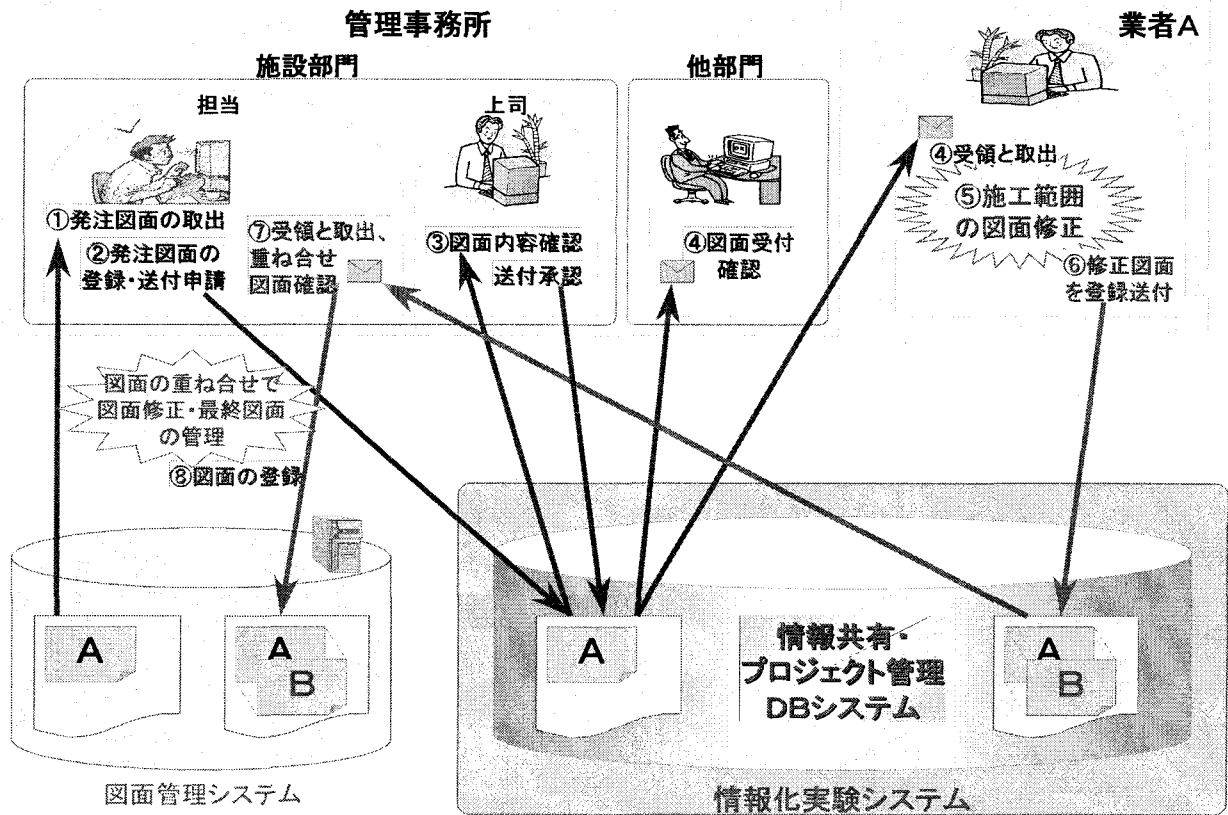 管理事務所
業者A
施設部門
他部門
担当
上司
①発注図面の取出
②発注図面の
登録・送付申請
⑦受領と取出、
重ね合せ
図面確認
③図面内容確認
送付承認
④図面受付
確認
④受領と取出
⑤施工範囲
の図面修正
⑥修正図面
を登録送付
図面の重ね合せで
図面修正・最終図面
の管理
⑧図面の登録
A
A
B
A
情報共有・
プロジェクト管理
DBシステム
A
B
図面管理システム
情報化実験システム